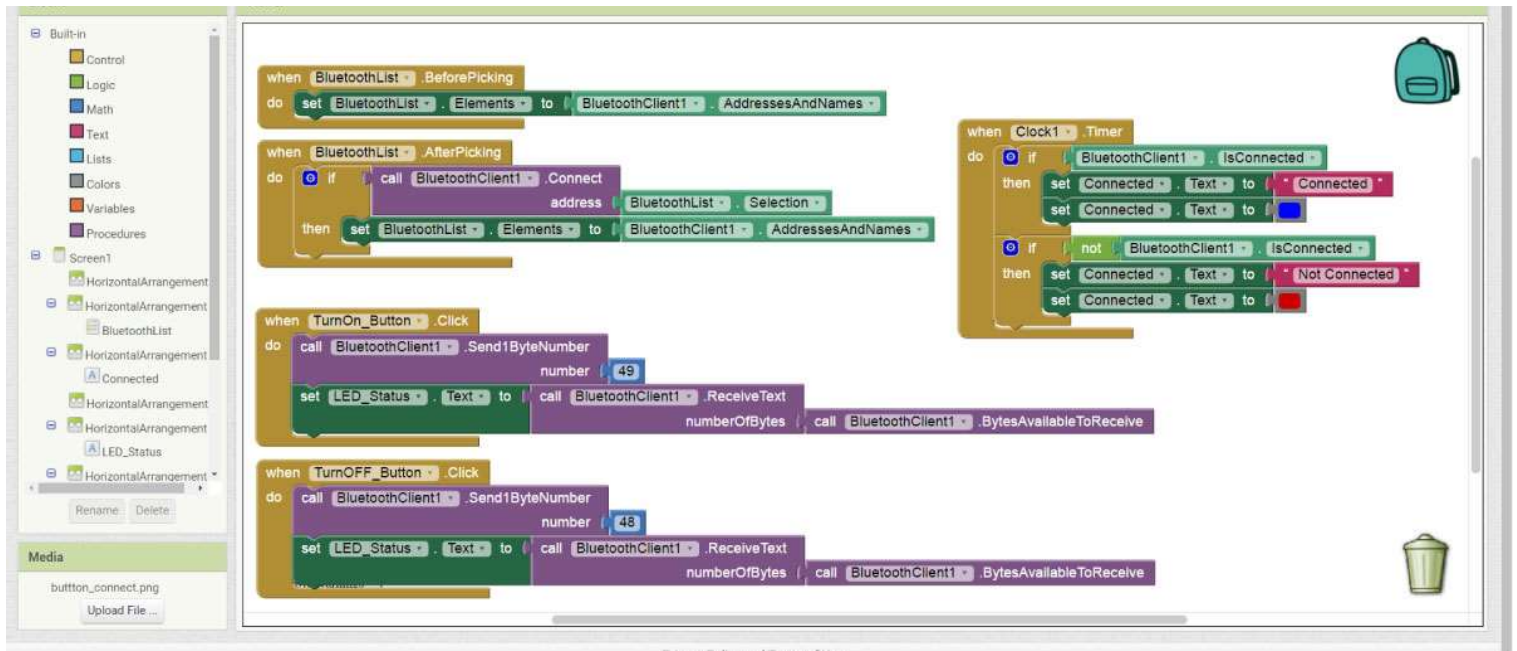 Built-in
Control
Logic
Math
Text
Lists
Colors
Variables
Procedures
Screen1
HorizontalArrangement
HorizontalArrangement
BluetoothList
HorizontalArrangement
Connected
HorizontalArrangement
HorizontalArrangement
LED_Status
HorizontalArrangement
Rename Delete
Media
buttton_connect.png
Upload File ...
when BluetoothList .BeforePicking
do set BluetoothList . Elements to BluetoothClient1 . AddressesAndNames
when BluetoothList .AfterPicking
do if call BluetoothClient1 .Connect
address BluetoothList . Selection
then set BluetoothList . Elements to BluetoothClient1 . AddressesAndNames
when TurnOn_Button .Click
do call BluetoothClient1 .Send1ByteNumber
number 49
set LED_Status . Text to call BluetoothClient1 .ReceiveText
numberOfBytes call BluetoothClient1 .BytesAvailableToReceive
when TurnOFF_Button .Click
do call BluetoothClient1 .Send1ByteNumber
number 48
set LED_Status . Text to call BluetoothClient1 .ReceiveText
numberOfBytes call BluetoothClient1 .BytesAvailableToReceive
when Clock1 .Timer
do if BluetoothClient1 . IsConnected
then set Connected . Text to " Connected "
set Connected . Text to
if not BluetoothClient1 . IsConnected
then set Connected . Text to " Not Connected "
set Connected . Text to